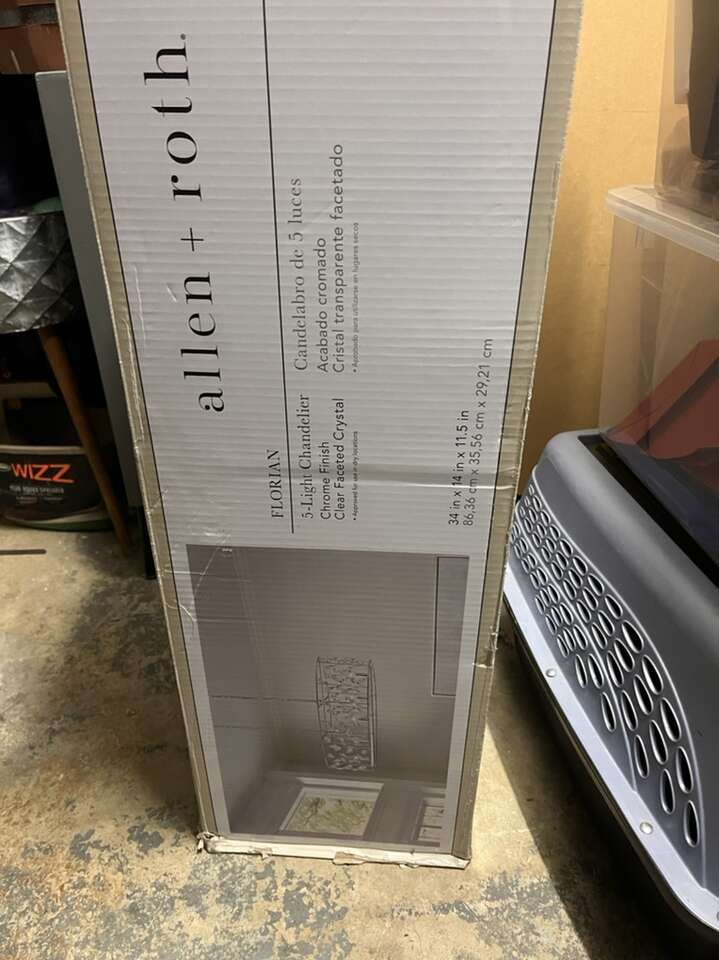 allen + roth®
FLORIAN
5-Light Chandelier
Chrome Finish
Clear Faceted Crystal
• Approved for use in dry locations
Candelabro de 5 luces
Acabado cromado
Cristal transparente facetado
• Aprobado para utilizarse en lugares secos
34 in x 14 in x 11,5 in
86,36 cm x 35,56 cm x 29,21 cm
WIZZ